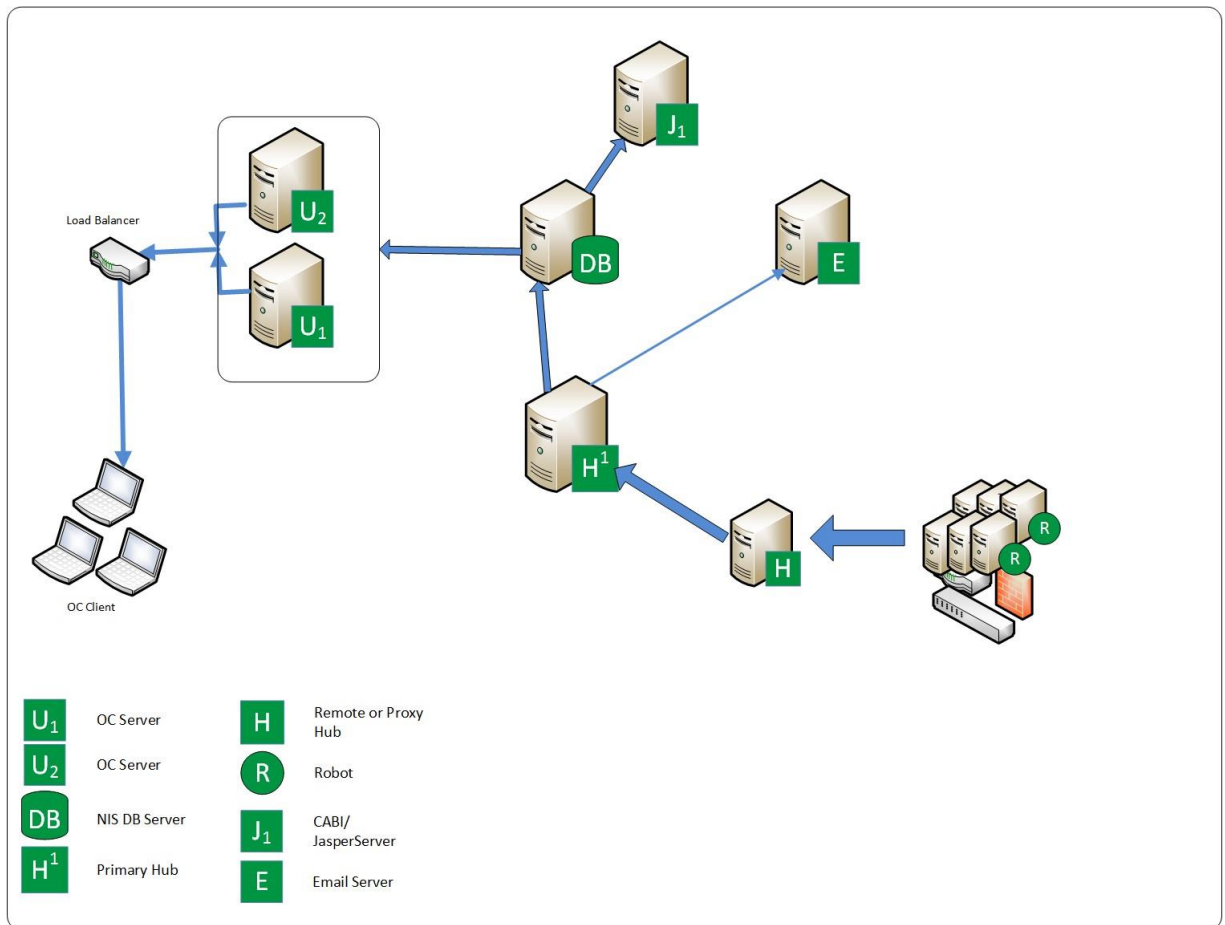 J1
U2
Load Balancer
DB
E
U1
H1
H
R
R
OC Client
U1 OC Server
U2 OC Server
DB NIS DB Server
H1 Primary Hub
H Remote or Proxy
Hub
R Robot
J1 CABI/
JasperServer
E Email Server